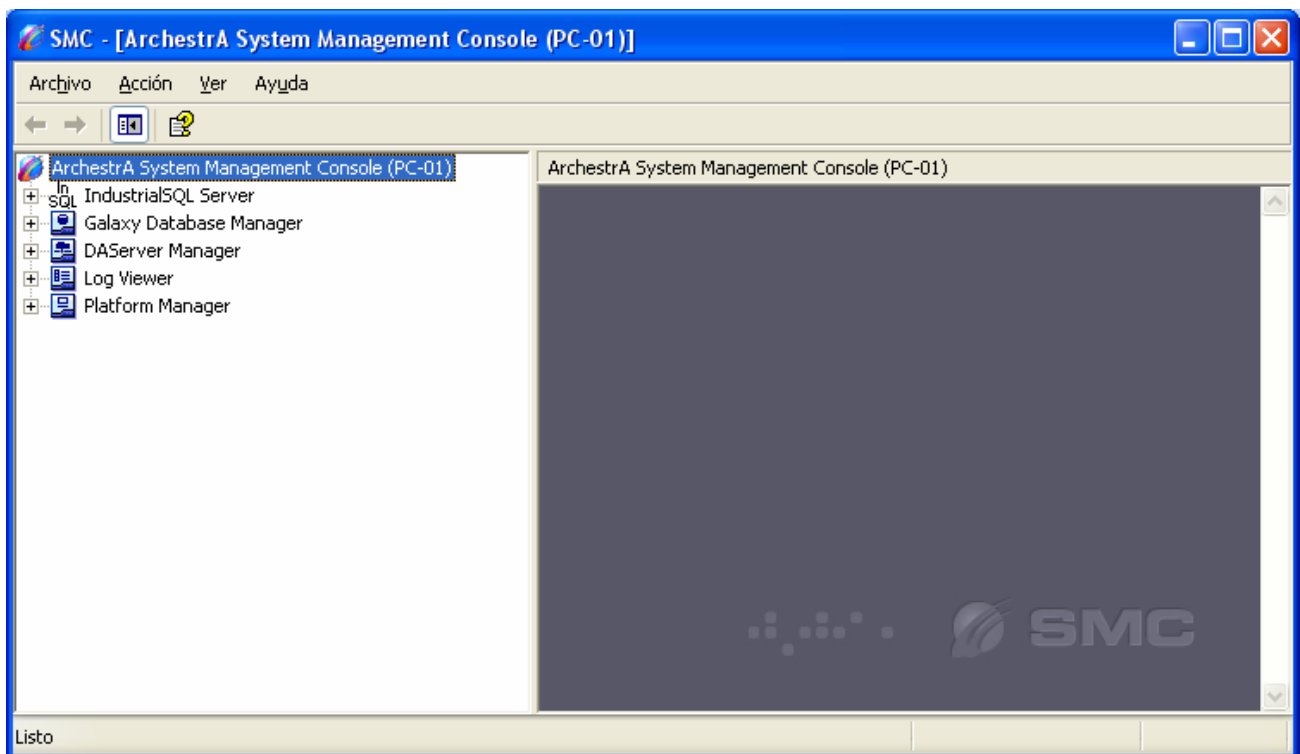 SMC - [ArchestrA System Management Console (PC-01)]
Archivo Acción Ver Ayuda
ArchestrA System Management Console (PC-01)
In
SQL IndustrialSQL Server
Galaxy Database Manager
DAServer Manager
Log Viewer
Platform Manager
ArchestrA System Management Console (PC-01)
SMC
Listo